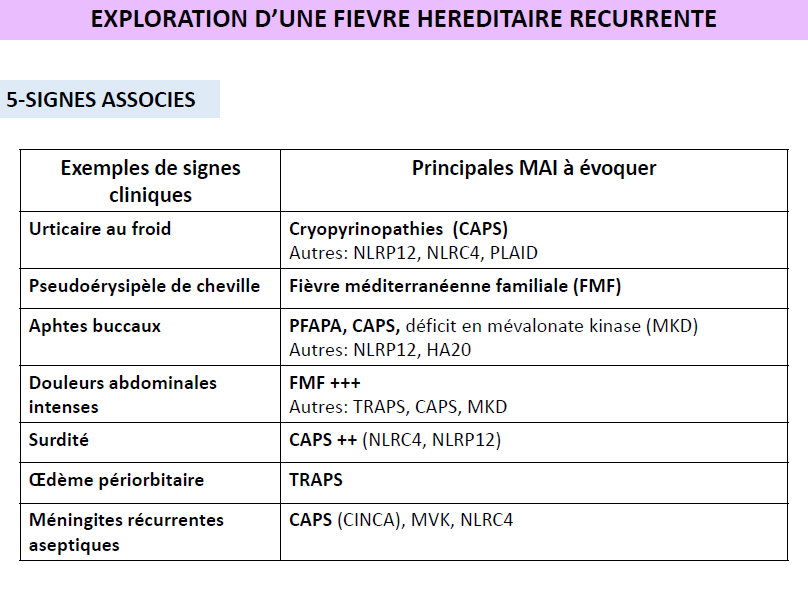 EXPLORATION D’UNE FIEVRE HEREDITAIRE RECURRENTE
5-SIGNES ASSOCIES
Exemples de signes
cliniques
Principales MAI à évoquer
Urticaire au froid
Cryopyrinopathies (CAPS)
Autres: NLRP12, NLRC4, PLAID
Pseudoérysipèle de cheville
Fièvre méditerranéenne familiale (FMF)
Aphtes buccaux
PFAPA, CAPS, déficit en mévalonate kinase (MKD)
Autres: NLRP12, HA20
Douleurs abdominales
intenses
FMF +++
Autres: TRAPS, CAPS, MKD
Surdité
CAPS ++ (NLRC4, NLRP12)
Œdème périorbitaire
TRAPS
Méningites récurrentes
aseptiques
CAPS (CINCA), MVK, NLRC4